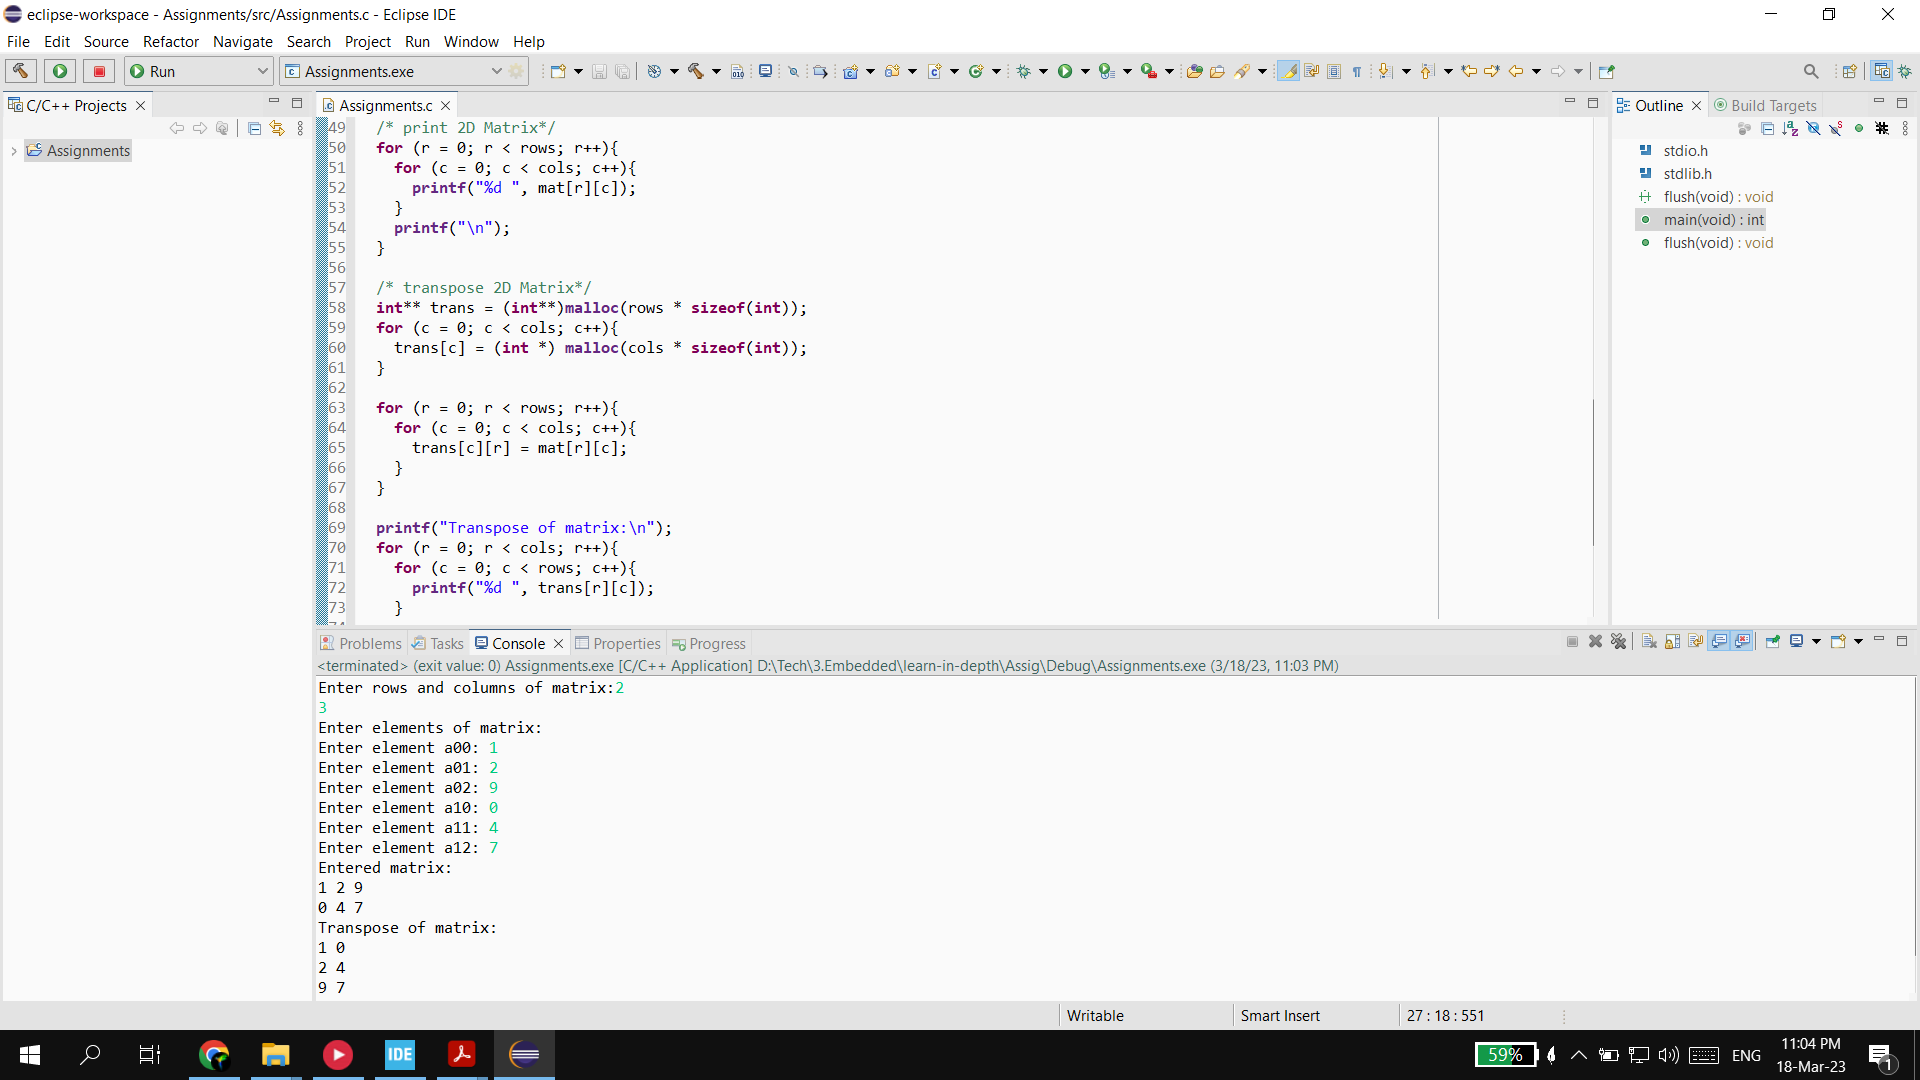 eclipse-workspace - Assignments/src/Assignments.c - Eclipse IDE
File Edit Source Refactor Navigate Search Project Run Window Help
Run Assignments.exe
C/C++ Projects
Assignments
Assignments.c
49 /* print 2D Matrix*/
50 for (r = 0; r < rows; r++){
51 for (c = 0; c < cols; c++){
52 printf("%d ", mat[r][c]);
53 }
54 printf("\n");
55 }
56
57 /* transpose 2D Matrix*/
58 int** trans = (int**)malloc(rows * sizeof(int));
59 for (c = 0; c < cols; c++){
60 trans[c] = (int *) malloc(cols * sizeof(int));
61 }
62
63 for (r = 0; r < rows; r++){
64 for (c = 0; c < cols; c++){
65 trans[c][r] = mat[r][c];
66 }
67 }
68
69 printf("Transpose of matrix:\n");
70 for (r = 0; r < cols; r++){
71 for (c = 0; c < rows; c++){
72 printf("%d ", trans[r][c]);
73 }
Outline Build Targets
stdio.h
stdlib.h
flush(void) : void
main(void) : int
flush(void) : void
Problems Tasks Console Properties Progress
<terminated> (exit value: 0) Assignments.exe [C/C++ Application] D:\Tech\3.Embedded\learn-in-depth\Assig\Debug\Assignments.exe (3/18/23, 11:03 PM)
Enter rows and columns of matrix:2
3
Enter elements of matrix:
Enter element a00: 1
Enter element a01: 2
Enter element a02: 9
Enter element a10: 0
Enter element a11: 4
Enter element a12: 7
Entered matrix:
1 2 9
0 4 7
Transpose of matrix:
1 0
2 4
9 7
Writable Smart Insert 27 : 18 : 551
IDE
59% ENG
11:04 PM
18-Mar-23
1